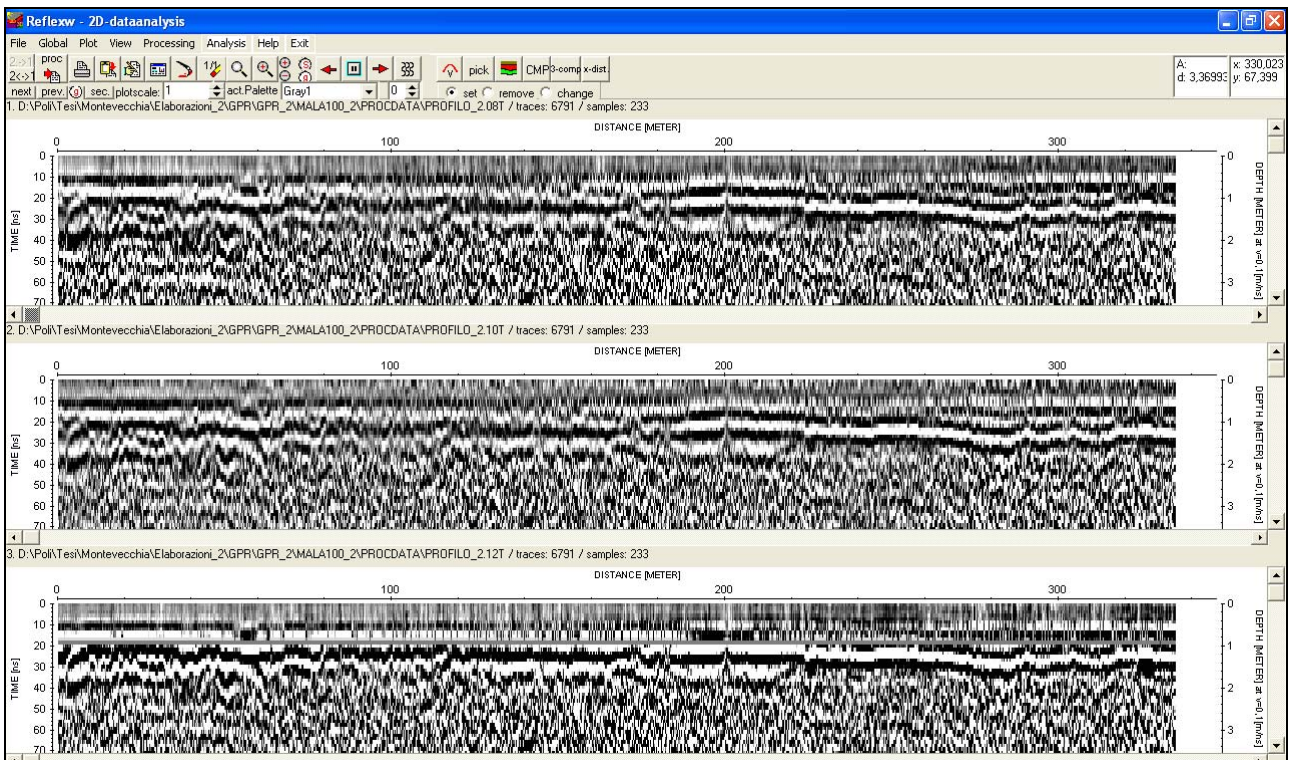 Reflexw - 2D-dataanalysis
File Global Plot View Processing Analysis Help Exit
2->1 proc 1/2 pick CMP 3-comp x-dist. A: x: 330,023
2<->1 d: 3,3699 y: 67,399
next prev. (g) sec. plotscale: 1 act.Palette Gray1 0 set remove change
1. D:\Poli\Tesi\Montevecchia\Elaborazioni_2\GPR\GPR_2\MALA100_2\PROCDATA\PROFILO_2.08T / traces: 6791 / samples: 233
DISTANCE [METER]
0 100 200 300
TIME [ns]
0 10 20 30 40 50 60 70
0 1 2 3
DEPTH [METER] at v=0,1 [m/ns]
2. D:\Poli\Tesi\Montevecchia\Elaborazioni_2\GPR\GPR_2\MALA100_2\PROCDATA\PROFILO_2.10T / traces: 6791 / samples: 233
DISTANCE [METER]
0 100 200 300
TIME [ns]
0 10 20 30 40 50 60 70
0 1 2 3
DEPTH [METER] at v=0,1 [m/ns]
3. D:\Poli\Tesi\Montevecchia\Elaborazioni_2\GPR\GPR_2\MALA100_2\PROCDATA\PROFILO_2.12T / traces: 6791 / samples: 233
DISTANCE [METER]
0 100 200 300
TIME [ns]
0 10 20 30 40 50 60 70
0 1 2 3
DEPTH [METER] at v=0,1 [m/ns]